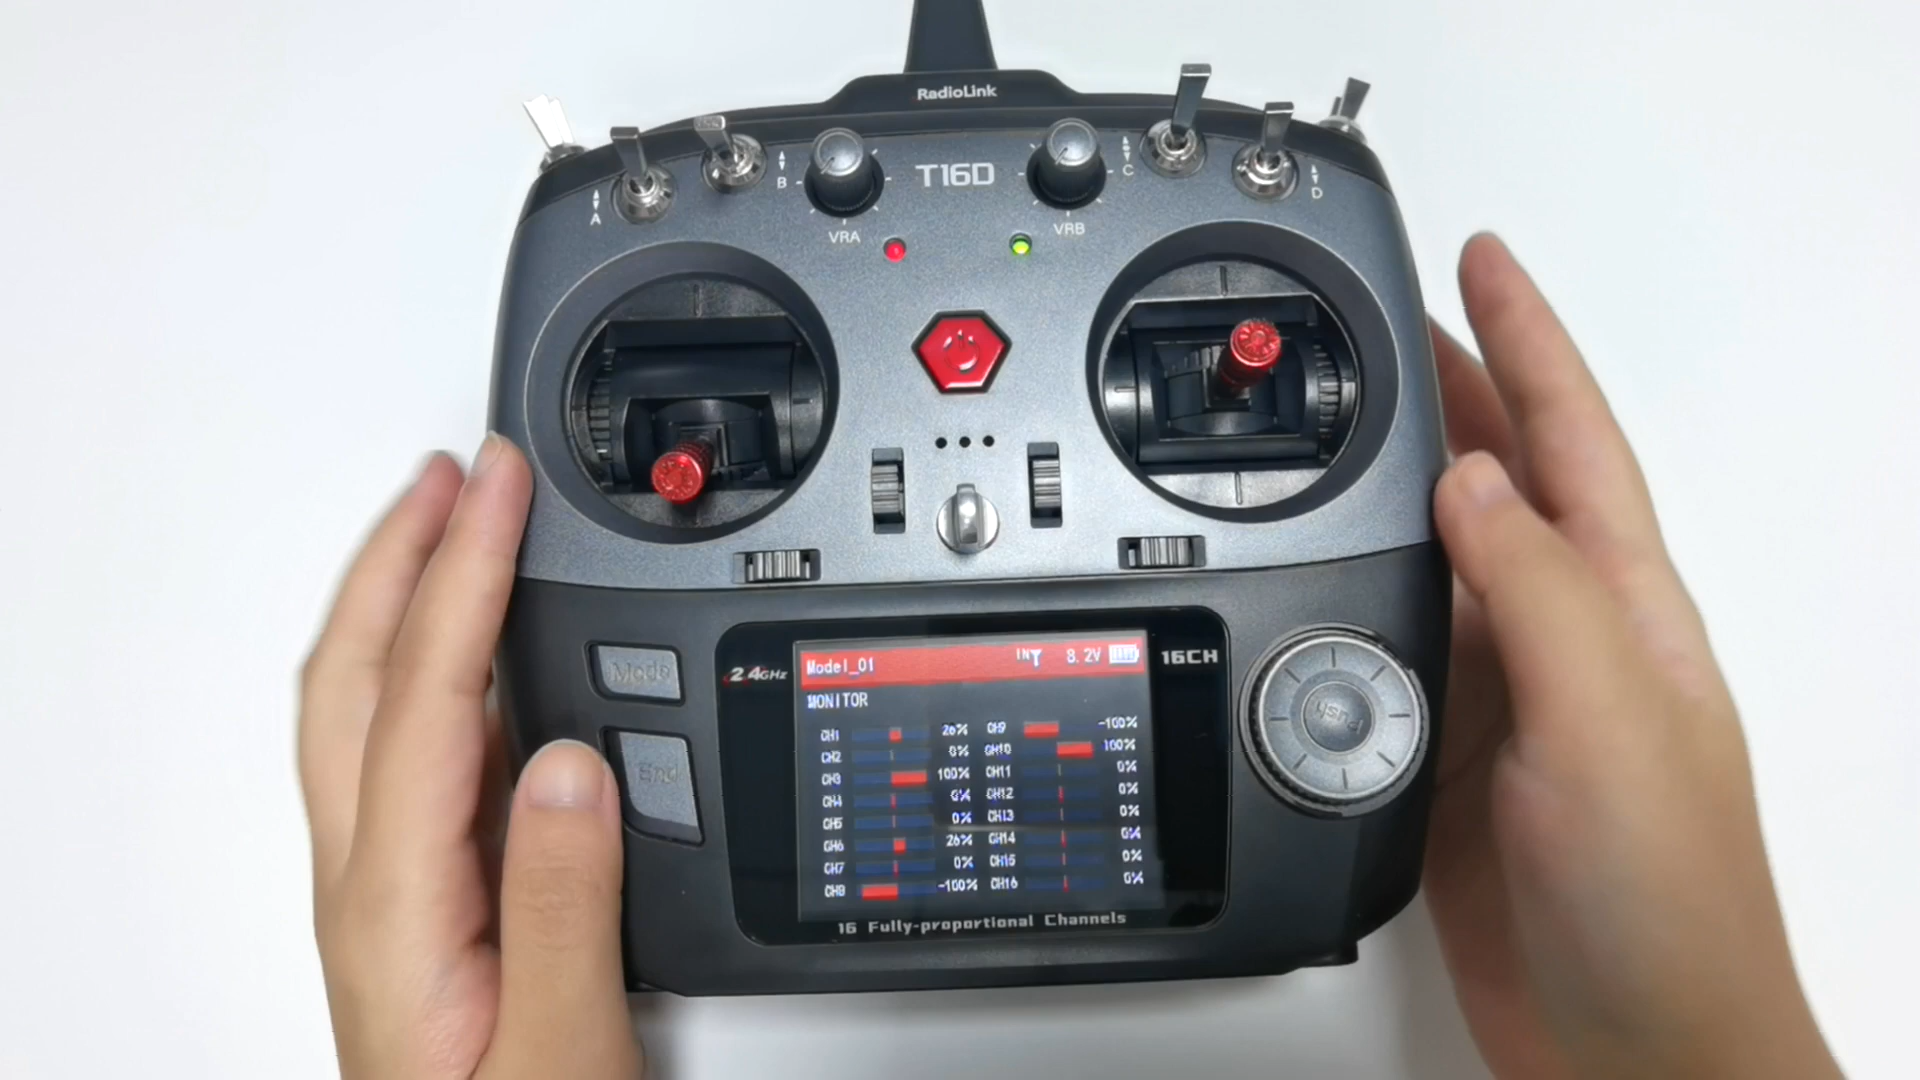 RadioLink
T16D
A
B
C
D
VRA
VRB
Mode
End
2.4GHz
16CH
Push
Model_01
IN
8.2V
MONITOR
CH1 26% CH9 -100%
CH2 0% CH10 100%
CH3 100% CH11 0%
CH4 0% CH12 0%
CH5 0% CH13 0%
CH6 26% CH14 0%
CH7 0% CH15 0%
CH8 -100% CH16 0%
16 Fully-proportional Channels